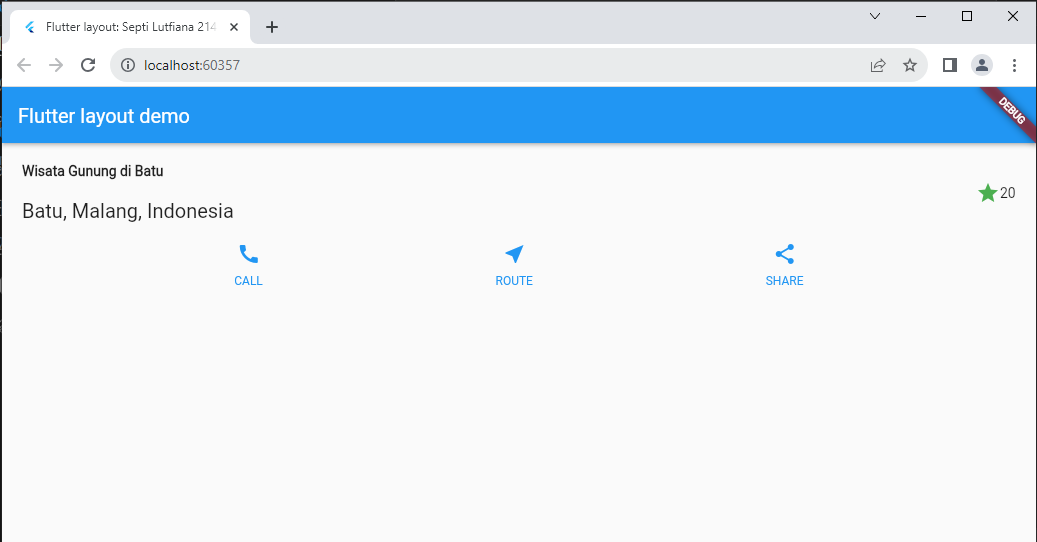 Flutter layout: Septi Lutfiana 214
localhost:60357
Flutter layout demo
DEBUG
Wisata Gunung di Batu
20
Batu, Malang, Indonesia
CALL ROUTE SHARE